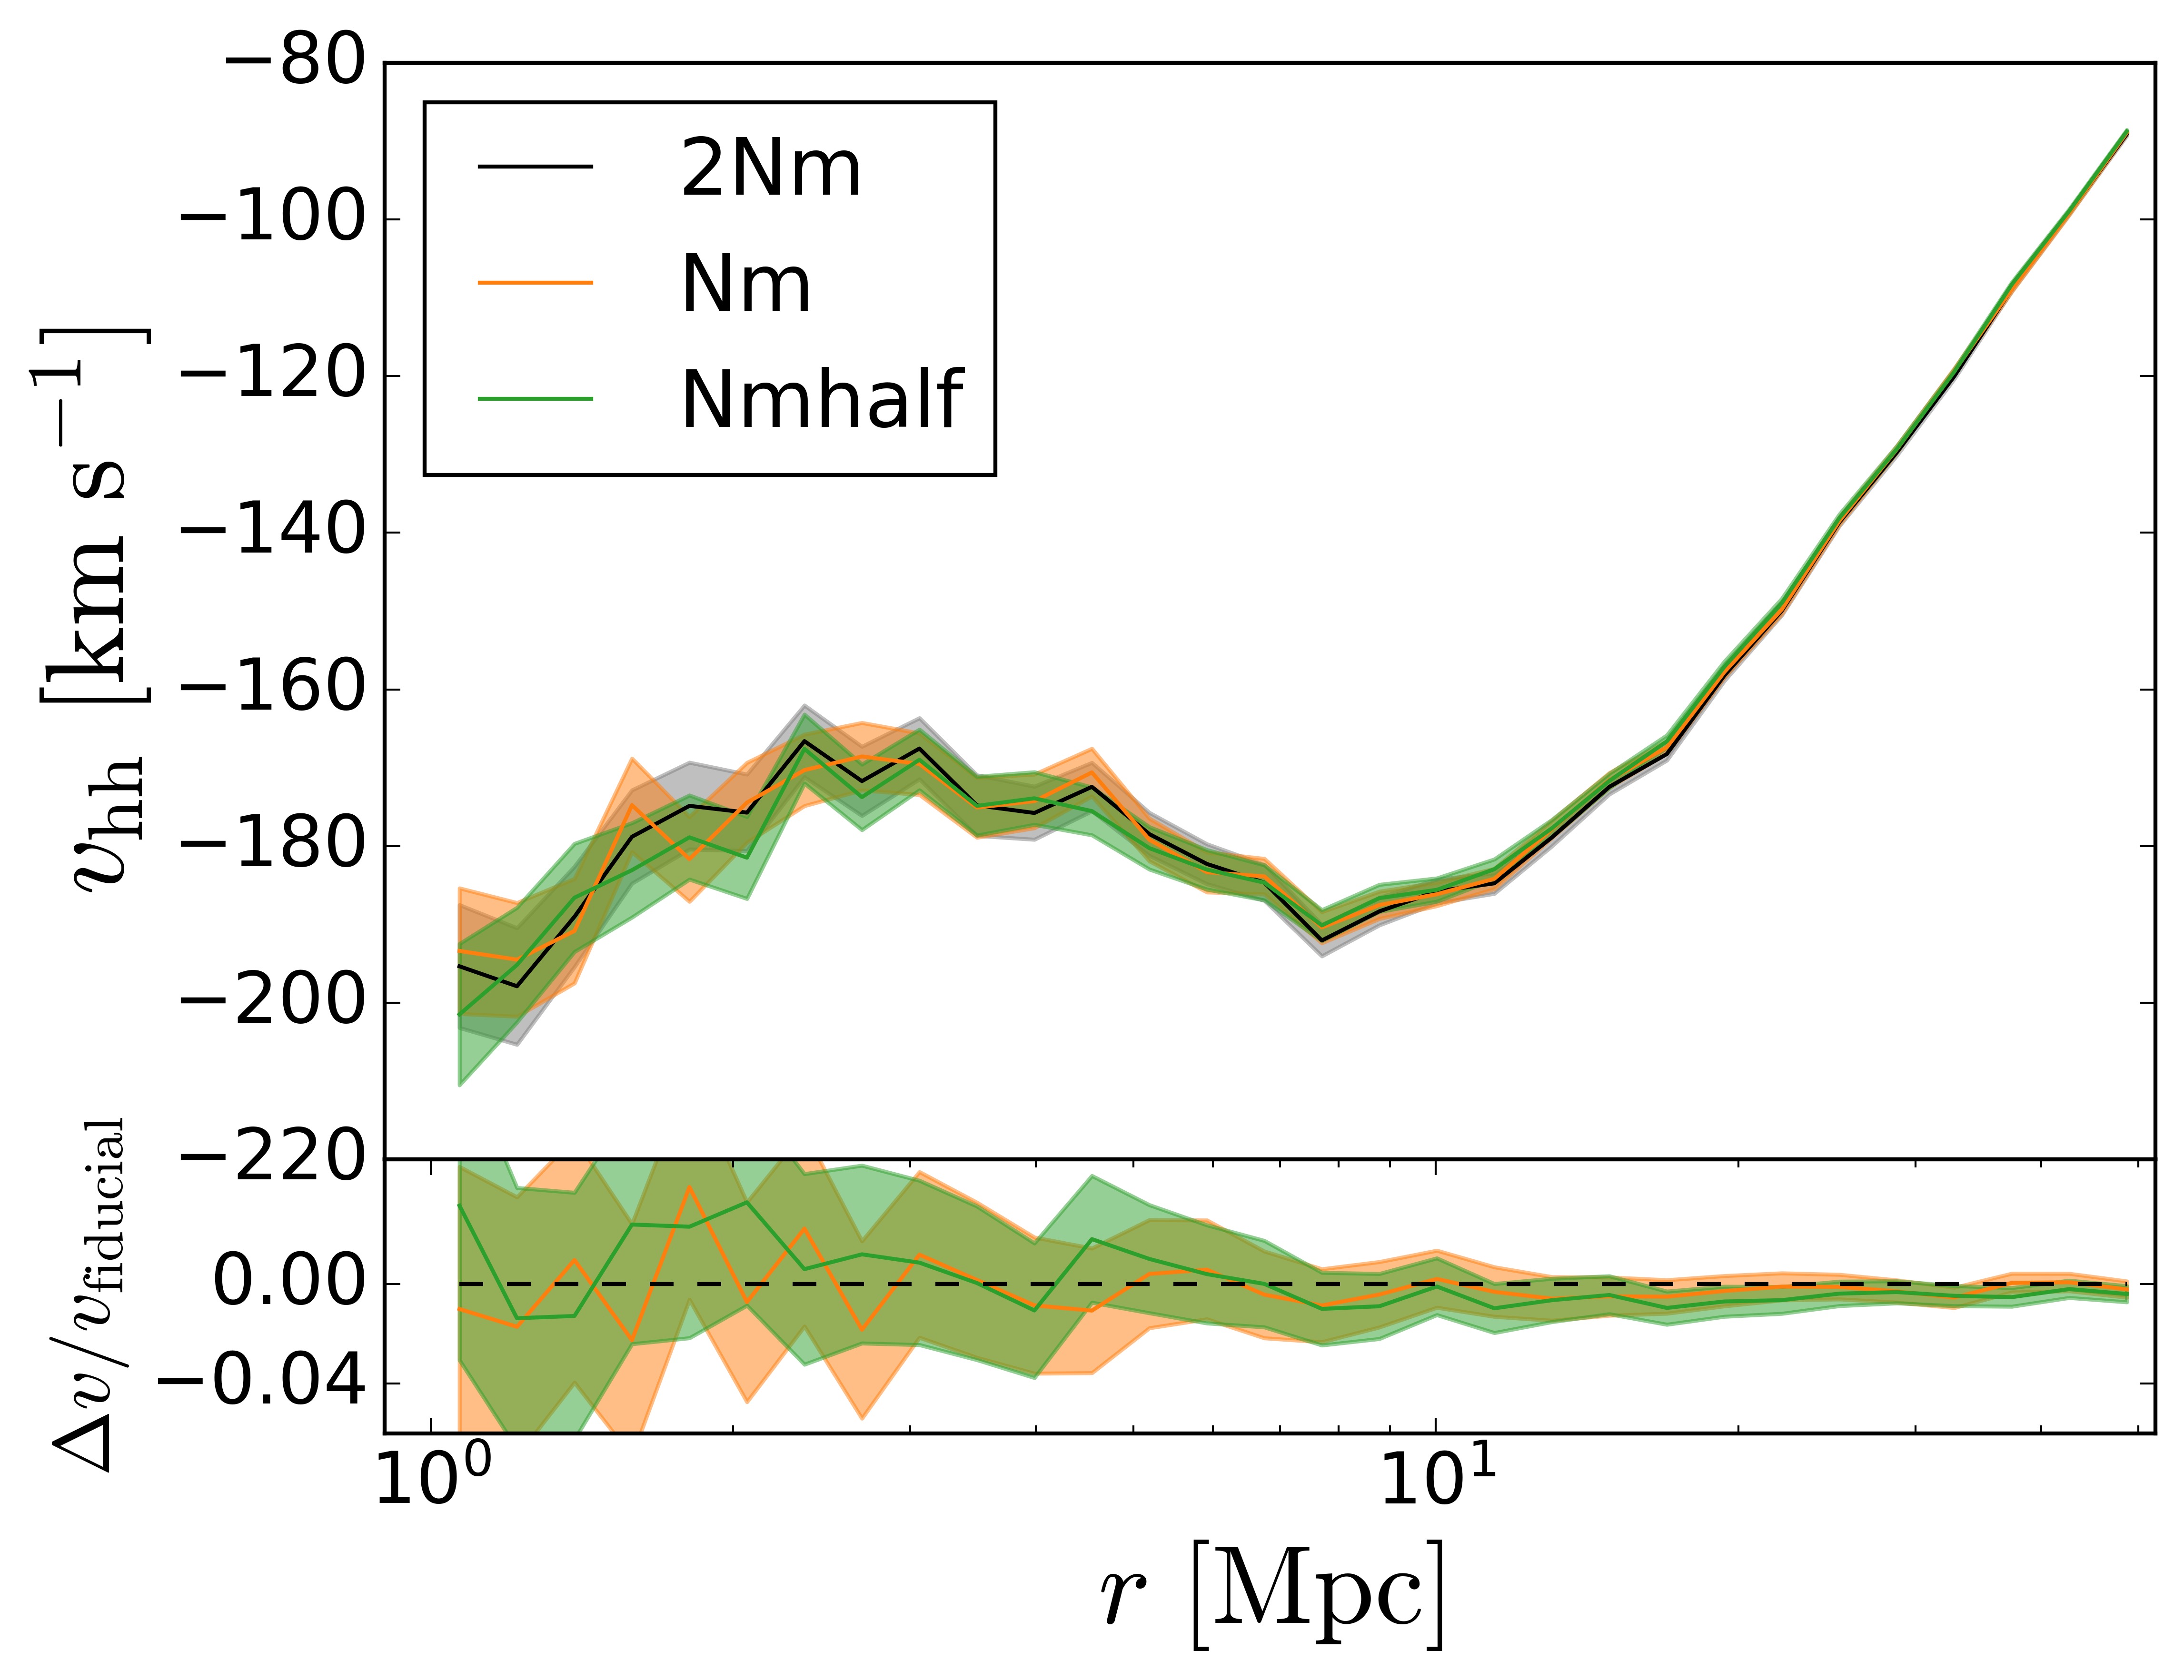 −80
−100
−120
−140
−160
−180
−200
−220
v_hh [km s^−1]
2Nm
Nm
Nmhalf
0.00
−0.04
Δv/v_fiducial
10^0
10^1
r [Mpc]